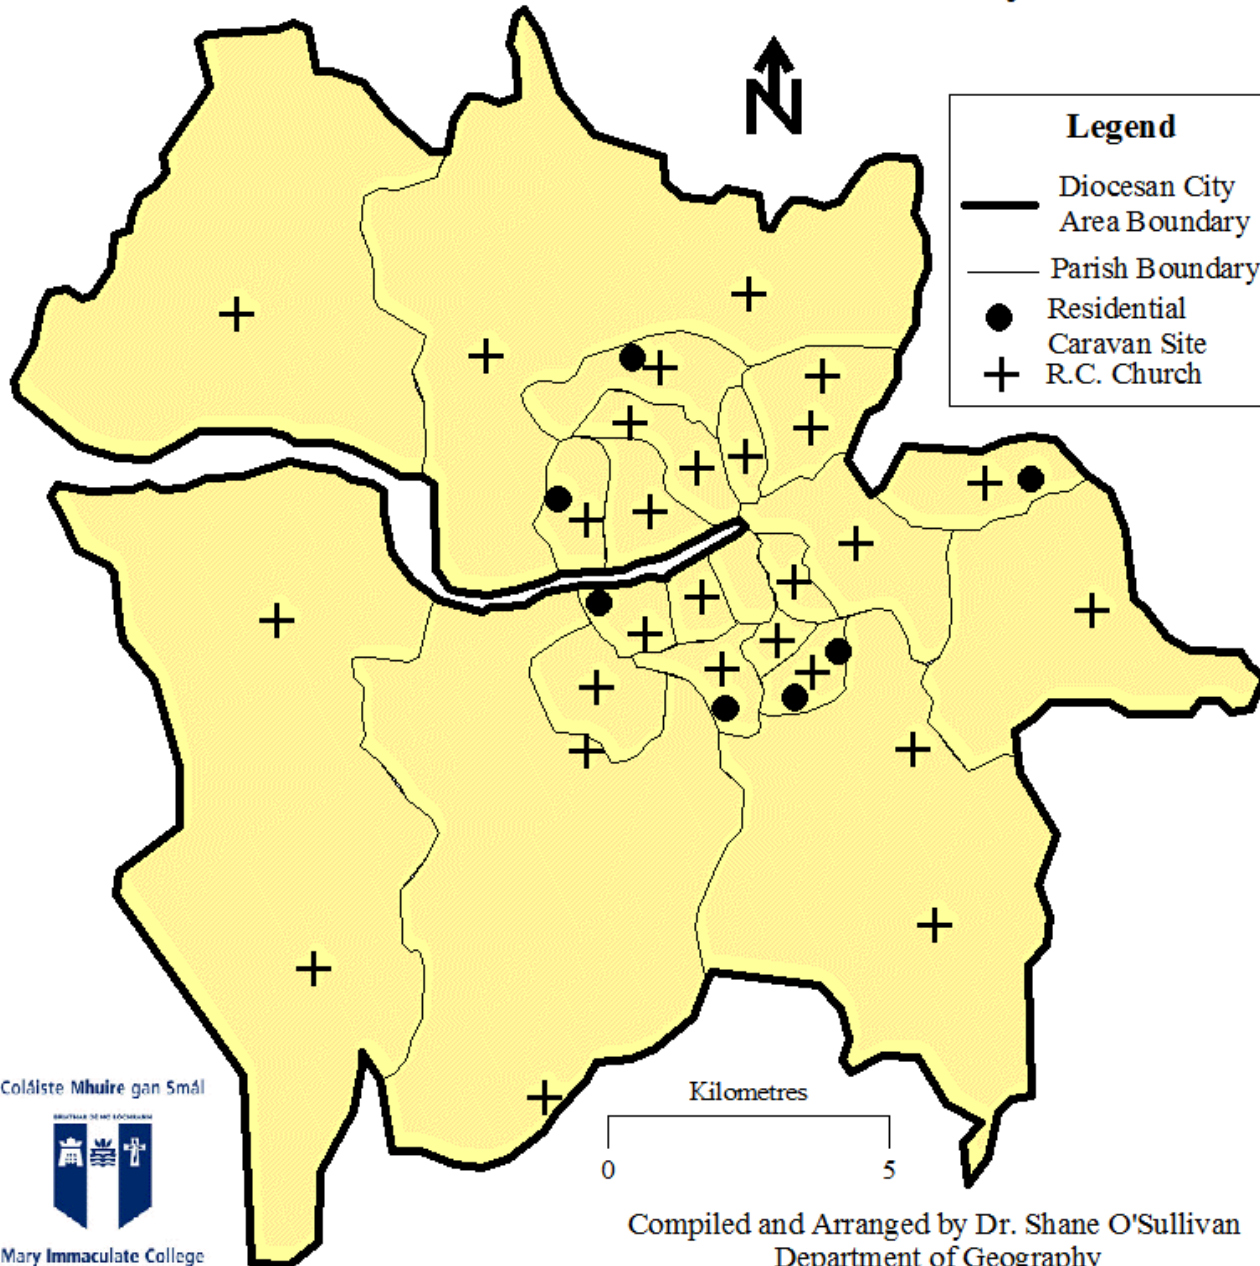 N
Legend
Diocesan City
Area Boundary
Parish Boundary
Residential
Caravan Site
R.C. Church
Kilometres
0 5
Coláiste Mhuire gan Smál
Mary Immaculate College
Compiled and Arranged by Dr. Shane O'Sullivan
Department of Geography